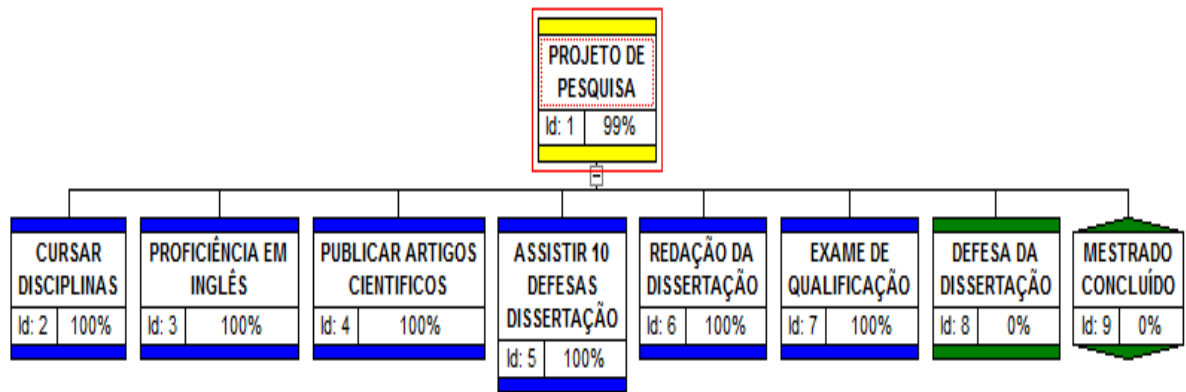 PROJETO DE
PESQUISA
Id: 1 99%
CURSAR
DISCIPLINAS
Id: 2 100%
PROFICIÊNCIA EM
INGLÊS
Id: 3 100%
PUBLICAR ARTIGOS
CIENTIFICOS
Id: 4 100%
ASSISTIR 10
DEFESAS
DISSERTAÇÃO
Id: 5 100%
REDAÇÃO DA
DISSERTAÇÃO
Id: 6 100%
EXAME DE
QUALIFICAÇÃO
Id: 7 100%
DEFESA DA
DISSERTAÇÃO
Id: 8 0%
MESTRADO
CONCLUÍDO
Id: 9 0%